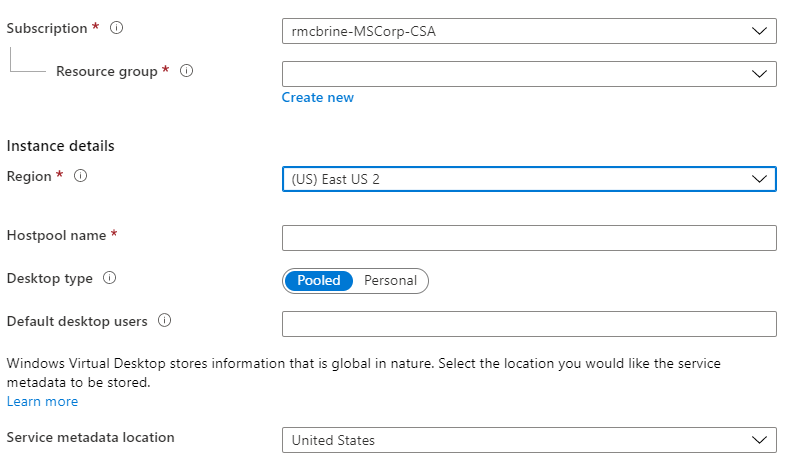 Subscription *
rmcbrine-MSCorp-CSA
Resource group *
Create new
Instance details
Region *
(US) East US 2
Hostpool name *
Desktop type
Pooled Personal
Default desktop users
Windows Virtual Desktop stores information that is global in nature. Select the location you would like the service
metadata to be stored.
Learn more
Service metadata location
United States